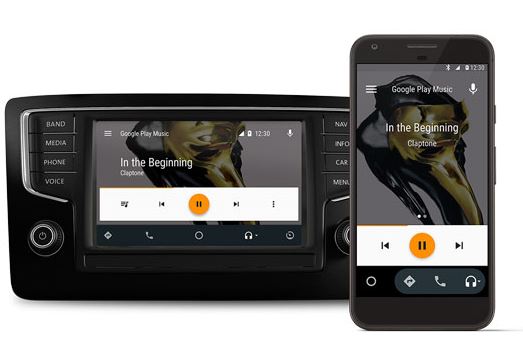 BAND
MEDIA
PHONE
VOICE
Google Play Music
12:30
In the Beginning
Claptone
NAV
INFO
CAR
MENU
12:30
Google Play Music
In the Beginning
Claptone